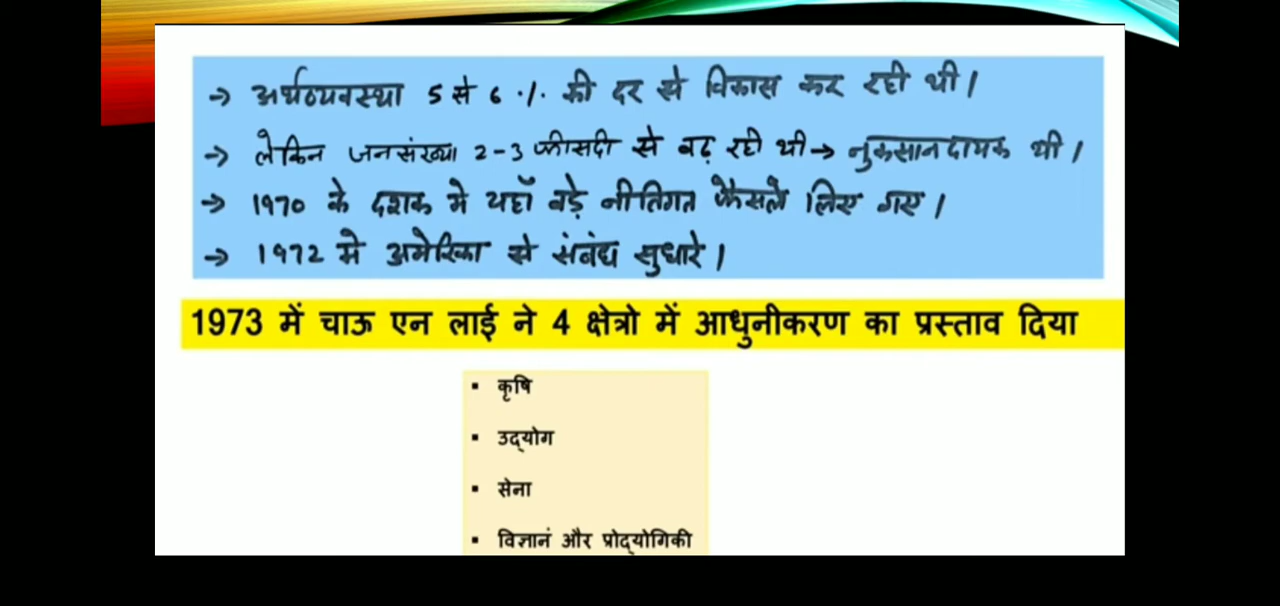 → अर्थव्यवस्था 5 से 6 ·/· की दर से विकास कर रही थी।
→ लेकिन जनसंख्या 2-3 फीसदी से बढ़ रही थी → नुकसानदायक थी।
→ 1970 के दशक मे यहाँ बड़े नीतिगत फैसले लिए गए।
→ 1972 मे अमेरिका से संबंध सुधारे।
1973 में चाऊ एन लाई ने 4 क्षेत्रो में आधुनीकरण का प्रस्ताव दिया
▪ कृषि
▪ उद्योग
▪ सेना
▪ विज्ञानं और प्रोद्योगिकी